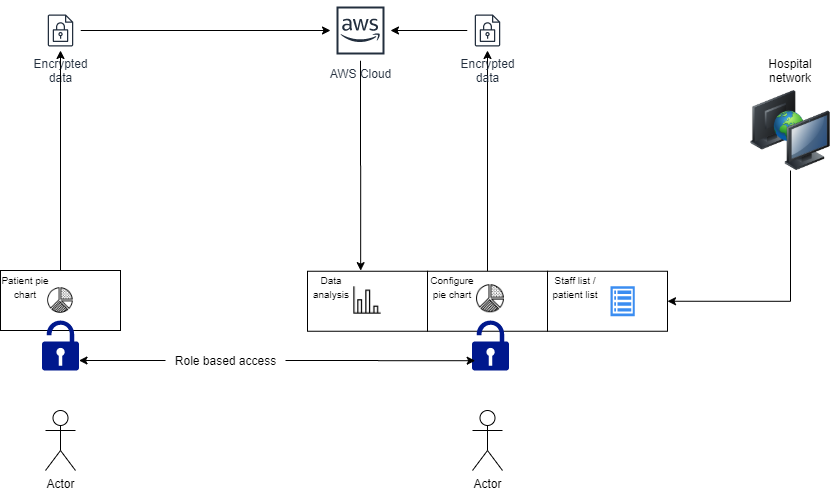 aws
Encrypted
data
AWS Cloud
Encrypted
data
Hospital
network
Patient pie
chart
Data
analysis
Configure
pie chart
Staff list /
patient list
Role based access
Actor
Actor